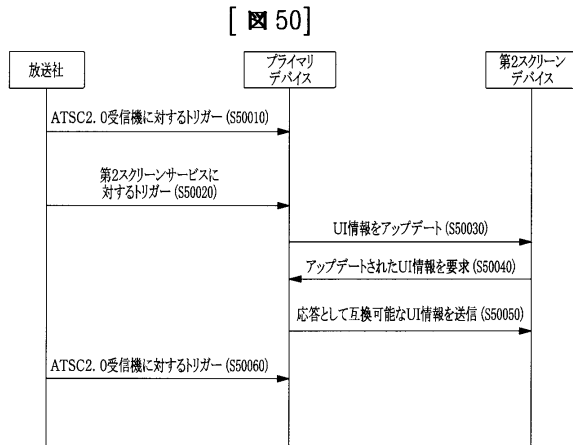 [図50]
放送社
プライマリ
デバイス
第2スクリーン
デバイス
ATSC2.0受信機に対するトリガー(S50010)
第2スクリーンサービスに
対するトリガー(S50020)
UI情報をアップデート(S50030)
アップデートされたUI情報を要求(S50040)
応答として互換可能なUI情報を送信(S50050)
ATSC2.0受信機に対するトリガー(S50060)